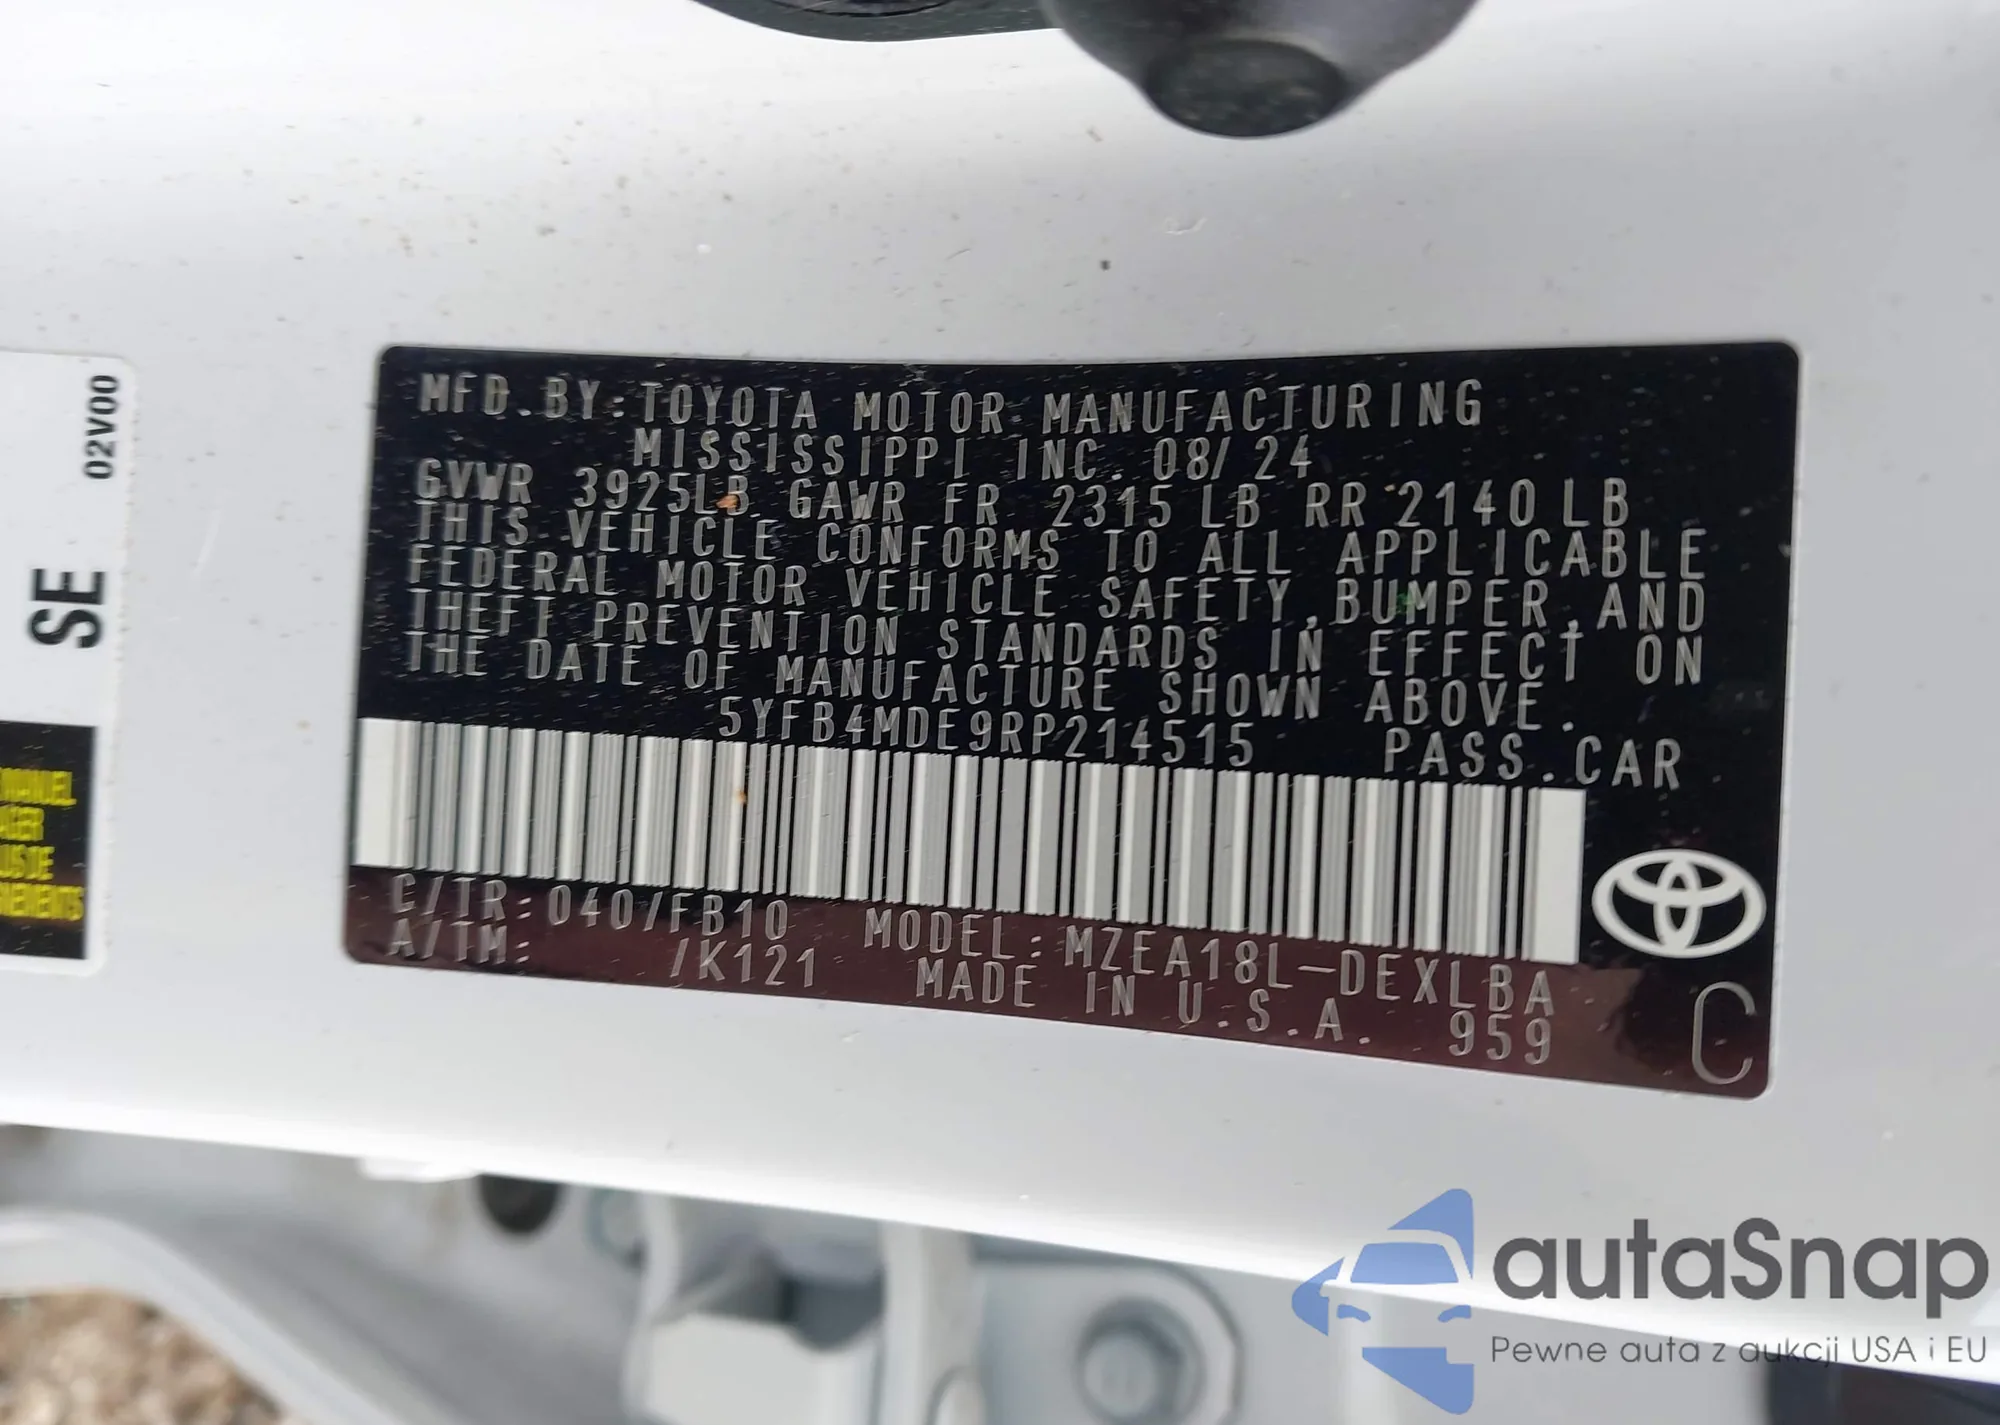 02V00
SE
MANUEL
MFD.BY:TOYOTA MOTOR MANUFACTURING
MISSISSIPPI INC. 08/24
GVWR 3925LB GAWR FR 2315LB RR 2140LB
THIS VEHICLE CONFORMS TO ALL APPLICABLE
FEDERAL MOTOR VEHICLE SAFETY,BUMPER,AND
THEFT PREVENTION STANDARDS IN EFFECT ON
THE DATE OF MANUFACTURE SHOWN ABOVE.
5YFB4MDE9RP214515 PASS.CAR
C/TR:040/FB10 MODEL:MZEA18L-DEXLBA
A/TM: /K121 MADE IN U.S.A. 959
C
autaSnap
Pewne auta z aukcji USA i EU